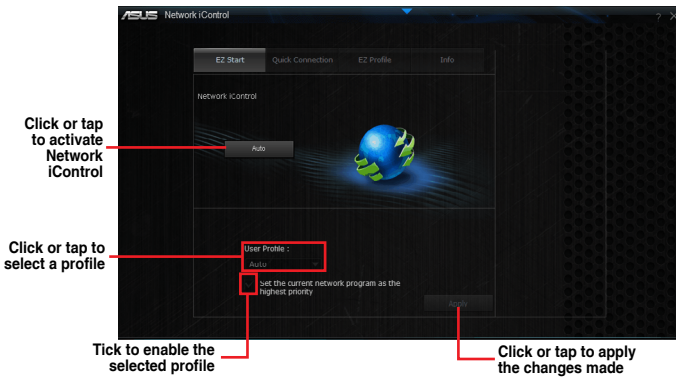 ASUS Network iControl
? X
EZ Start
Quick Connection
EZ Profile
Info
Network iControl
Click or tap
to activate
Network
iControl
Auto
Click or tap to
select a profile
User Profile :
Auto
Set the current network program as the
highest priority
Apply
Tick to enable the
selected profile
Click or tap to apply
the changes made